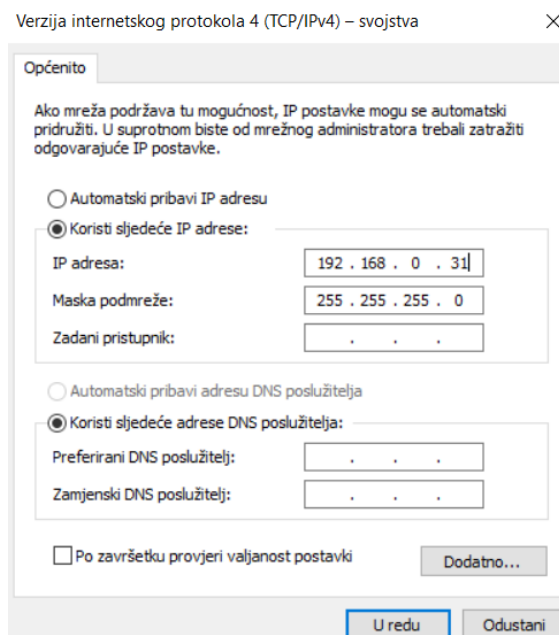 Verzija internetskog protokola 4 (TCP/IPv4) – svojstva
Općenito
Ako mreža podržava tu mogućnost, IP postavke mogu se automatski
pridružiti. U suprotnom biste od mrežnog administratora trebali zatražiti
odgovarajuće IP postavke.
Automatski pribavi IP adresu
Koristi sljedeće IP adrese:
IP adresa: 192 . 168 . 0 . 31
Maska podmreže: 255 . 255 . 255 . 0
Zadani pristupnik: . . .
Automatski pribavi adresu DNS poslužitelja
Koristi sljedeće adrese DNS poslužitelja:
Preferirani DNS poslužitelj: . . .
Zamjenski DNS poslužitelj: . . .
Po završetku provjeri valjanost postavki
Dodatno...
U redu Odustani